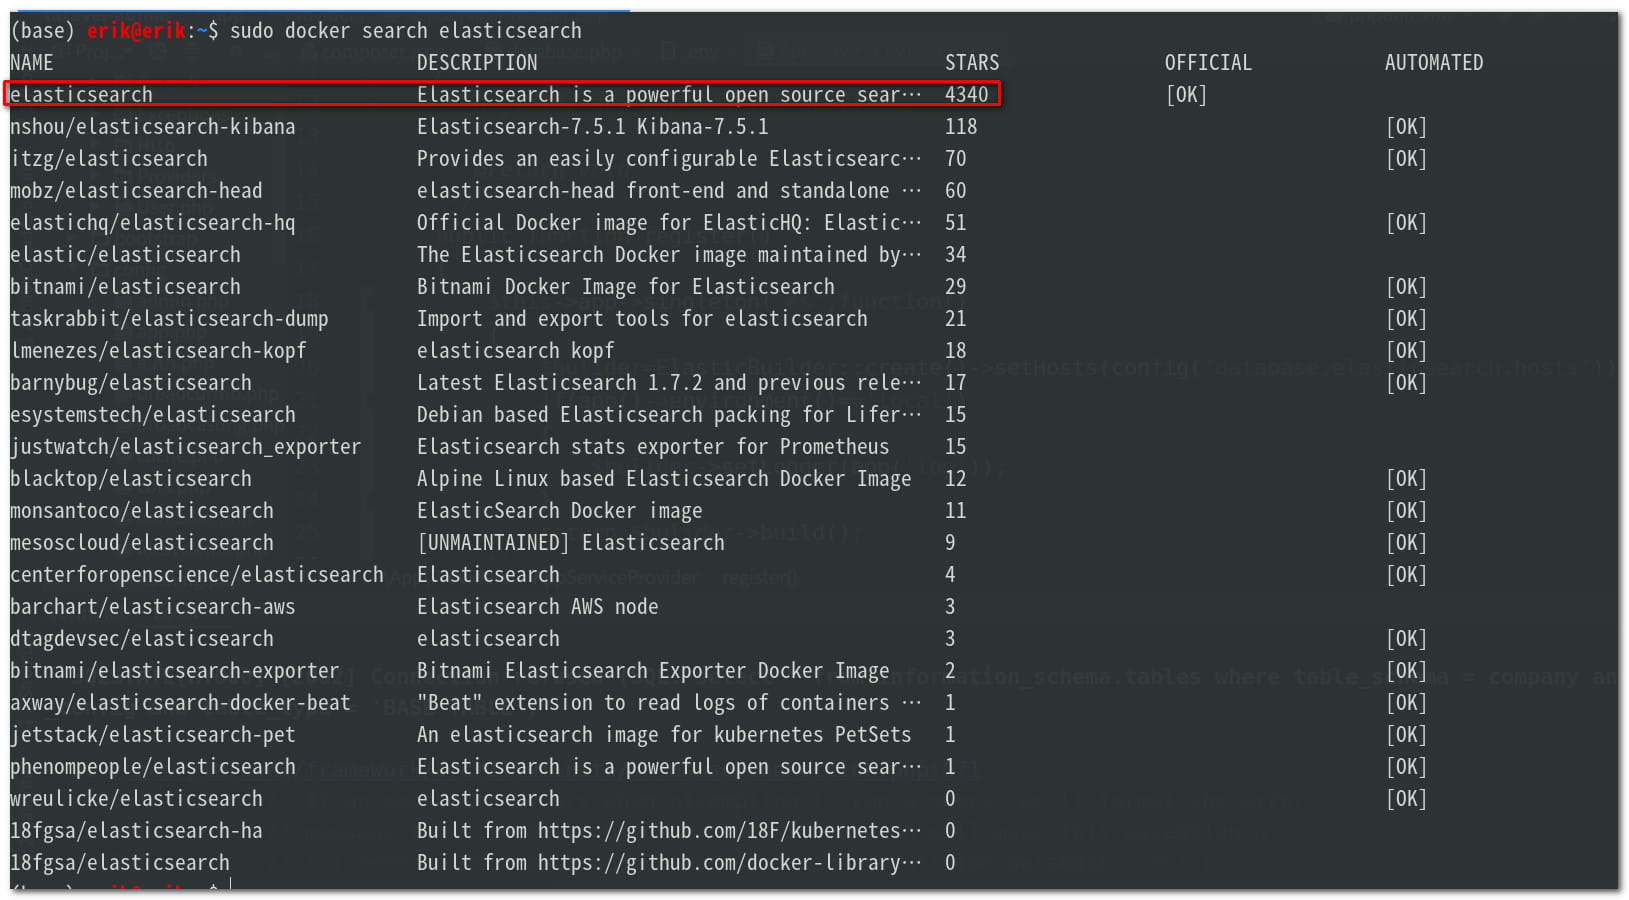 (base) erik@erik:~$ sudo docker search elasticsearch
NAME DESCRIPTION STARS OFFICIAL AUTOMATED
elasticsearch Elasticsearch is a powerful open source sear… 4340 [OK]
nshou/elasticsearch-kibana Elasticsearch-7.5.1 Kibana-7.5.1 118 [OK]
itzg/elasticsearch Provides an easily configurable Elasticsearc… 70 [OK]
mobz/elasticsearch-head elasticsearch-head front-end and standalone … 60
elastichq/elasticsearch-hq Official Docker image for ElasticHQ: Elastic… 51 [OK]
elastic/elasticsearch The Elasticsearch Docker image maintained by… 34
bitnami/elasticsearch Bitnami Docker Image for Elasticsearch 29 [OK]
taskrabbit/elasticsearch-dump Import and export tools for elasticsearch 21 [OK]
lmenezes/elasticsearch-kopf elasticsearch kopf 18 [OK]
barnybug/elasticsearch Latest Elasticsearch 1.7.2 and previous rele… 17 [OK]
esystemstech/elasticsearch Debian based Elasticsearch packing for Lifer… 15
justwatch/elasticsearch_exporter Elasticsearch stats exporter for Prometheus 15
blacktop/elasticsearch Alpine Linux based Elasticsearch Docker Image 12 [OK]
monsantoco/elasticsearch ElasticSearch Docker image 11 [OK]
mesoscloud/elasticsearch [UNMAINTAINED] Elasticsearch 9 [OK]
centerforopenscience/elasticsearch Elasticsearch 4 [OK]
barchart/elasticsearch-aws Elasticsearch AWS node 3
dtagdevsec/elasticsearch elasticsearch 3 [OK]
bitnami/elasticsearch-exporter Bitnami Elasticsearch Exporter Docker Image 2 [OK]
axway/elasticsearch-docker-beat "Beat" extension to read logs of containers … 1 [OK]
jetstack/elasticsearch-pet An elasticsearch image for kubernetes PetSets 1 [OK]
phenompeople/elasticsearch Elasticsearch is a powerful open source sear… 1 [OK]
wreulicke/elasticsearch elasticsearch 0 [OK]
18fgsa/elasticsearch-ha Built from https://github.com/18F/kubernetes… 0
18fgsa/elasticsearch Built from https://github.com/docker-library… 0